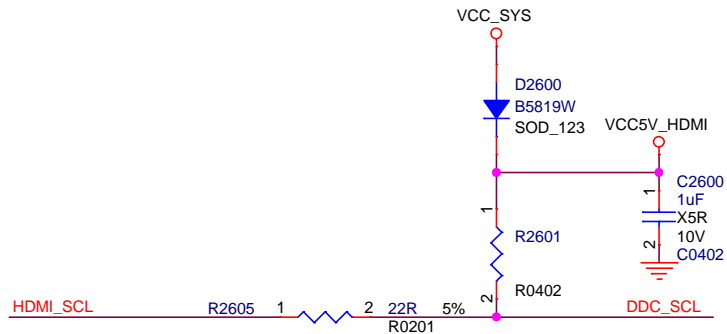 VCC_SYS
D2600
B5819W
SOD_123
VCC5V_HDMI
1
C2600
1uF
X5R
10V
2
C0402
1
R2601
2
R0402
HDMI_SCL
R2605
1
2
22R
5%
R0201
DDC_SCL